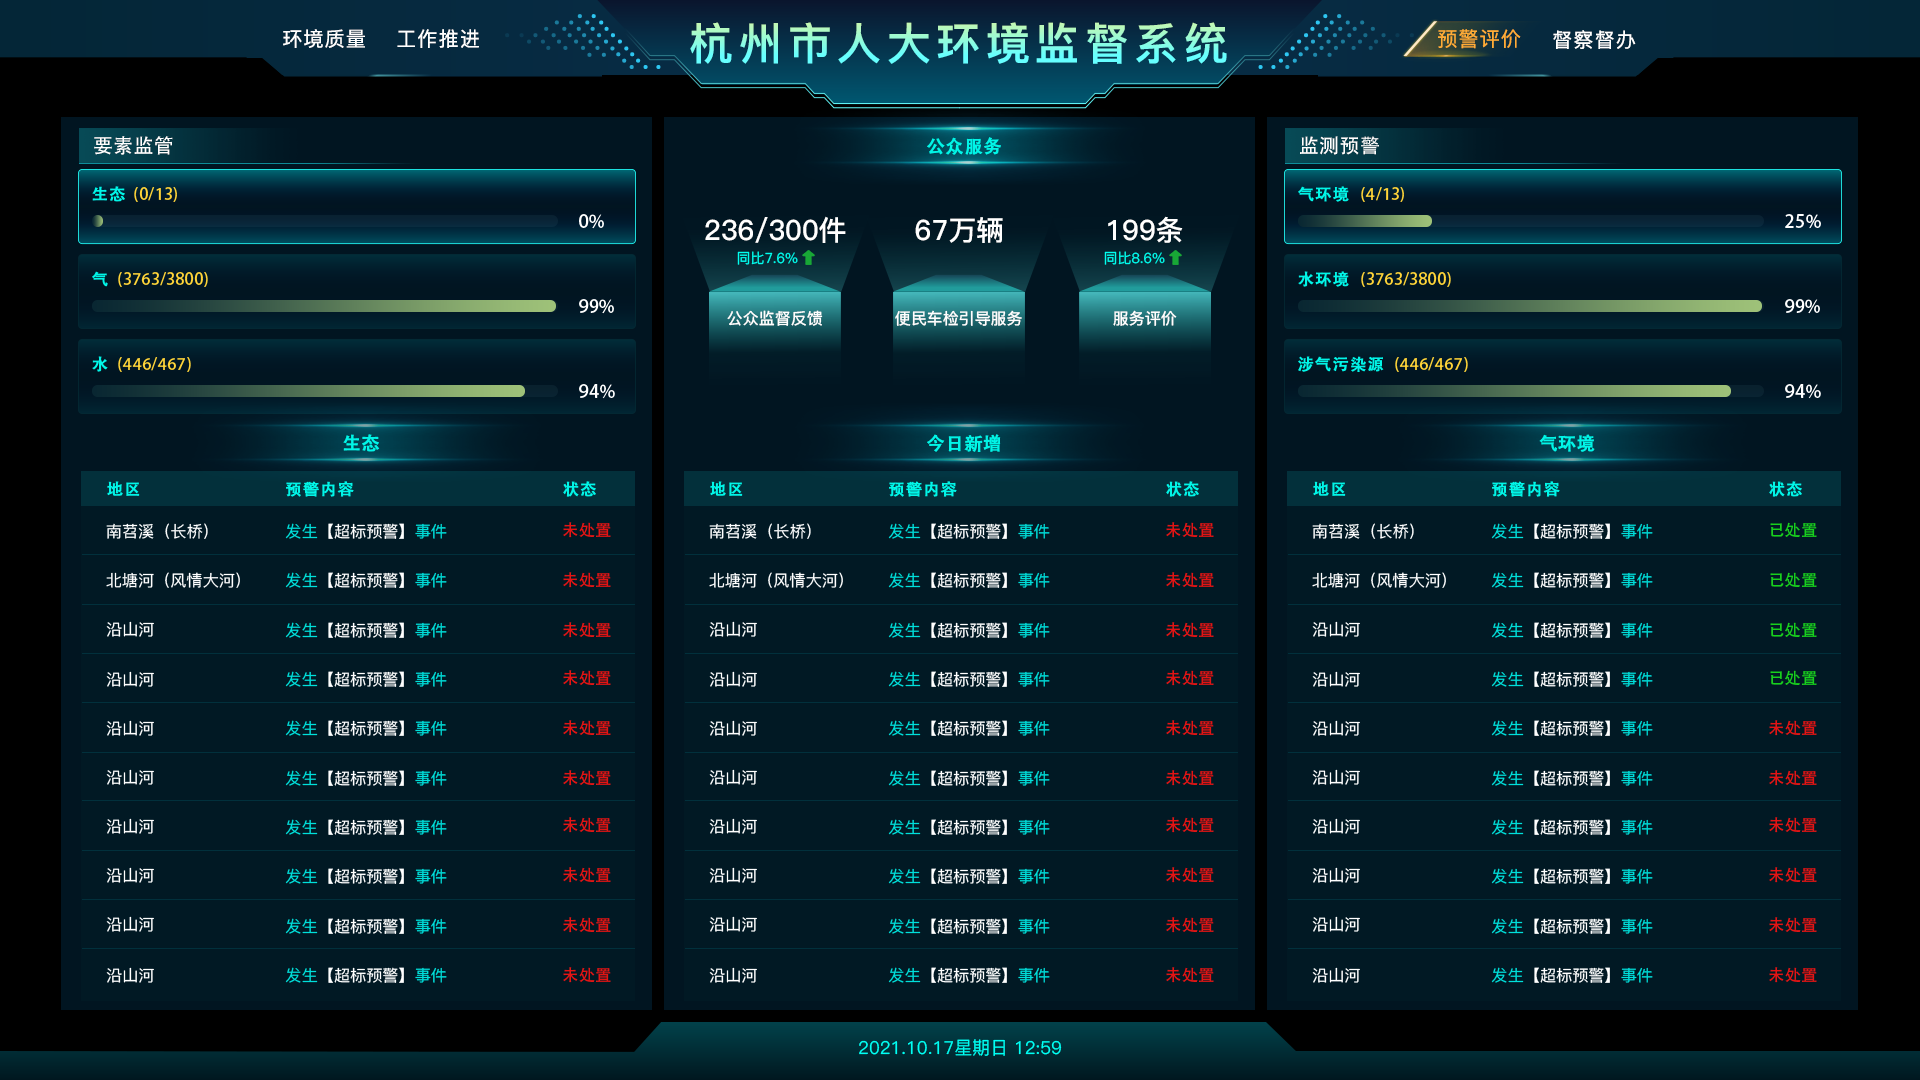 环境质量 工作推进 杭州市人大环境监督系统 预警评价 督察督办
要素监管
生态 (0/13)
0%
气 (3763/3800)
99%
水 (446/467)
94%
生态
地区 预警内容 状态
南苕溪（长桥） 发生【超标预警】事件 未处置
北塘河（风情大河） 发生【超标预警】事件 未处置
沿山河 发生【超标预警】事件 未处置
沿山河 发生【超标预警】事件 未处置
沿山河 发生【超标预警】事件 未处置
沿山河 发生【超标预警】事件 未处置
沿山河 发生【超标预警】事件 未处置
沿山河 发生【超标预警】事件 未处置
沿山河 发生【超标预警】事件 未处置
沿山河 发生【超标预警】事件 未处置
公众服务
236/300件 67万辆 199条
同比7.6% 同比8.6%
公众监督反馈 便民车检引导服务 服务评价
今日新增
地区 预警内容 状态
南苕溪（长桥） 发生【超标预警】事件 未处置
北塘河（风情大河） 发生【超标预警】事件 未处置
沿山河 发生【超标预警】事件 未处置
沿山河 发生【超标预警】事件 未处置
沿山河 发生【超标预警】事件 未处置
沿山河 发生【超标预警】事件 未处置
沿山河 发生【超标预警】事件 未处置
沿山河 发生【超标预警】事件 未处置
沿山河 发生【超标预警】事件 未处置
沿山河 发生【超标预警】事件 未处置
监测预警
气环境 (4/13)
25%
水环境 (3763/3800)
99%
涉气污染源 (446/467)
94%
气环境
地区 预警内容 状态
南苕溪（长桥） 发生【超标预警】事件 已处置
北塘河（风情大河） 发生【超标预警】事件 已处置
沿山河 发生【超标预警】事件 已处置
沿山河 发生【超标预警】事件 已处置
沿山河 发生【超标预警】事件 未处置
沿山河 发生【超标预警】事件 未处置
沿山河 发生【超标预警】事件 未处置
沿山河 发生【超标预警】事件 未处置
沿山河 发生【超标预警】事件 未处置
沿山河 发生【超标预警】事件 未处置
2021.10.17星期日 12:59